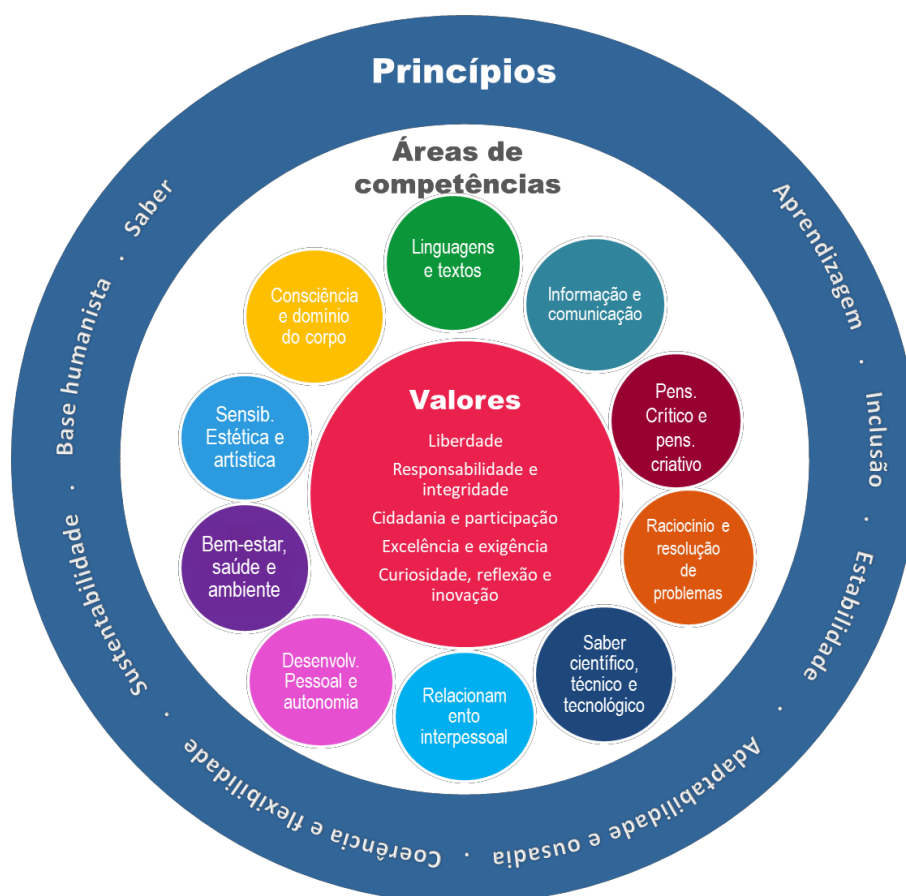 Princípios
Aprendizagem · Inclusão · Estabilidade · Adaptabilidade e ousadia · Coerência e flexibilidade · Sustentabilidade · Base humanista · Saber
Áreas de
competências
Linguagens
e textos
Informação e
comunicação
Pens.
Crítico e
pens.
criativo
Raciocínio e
resolução
de
problemas
Saber
científico,
técnico e
tecnológico
Relacionam
ento
interpessoal
Desenvolv.
Pessoal e
autonomia
Bem-estar,
saúde e
ambiente
Sensib.
Estética e
artística
Consciência
e domínio
do corpo
Valores
Liberdade
Responsabilidade e
integridade
Cidadania e participação
Excelência e exigência
Curiosidade, reflexão e
inovação